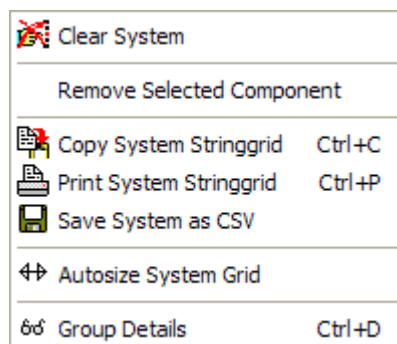 Clear System
Remove Selected Component
Copy System Stringgrid Ctrl+C
Print System Stringgrid Ctrl+P
Save System as CSV
Autosize System Grid
Group Details Ctrl+D